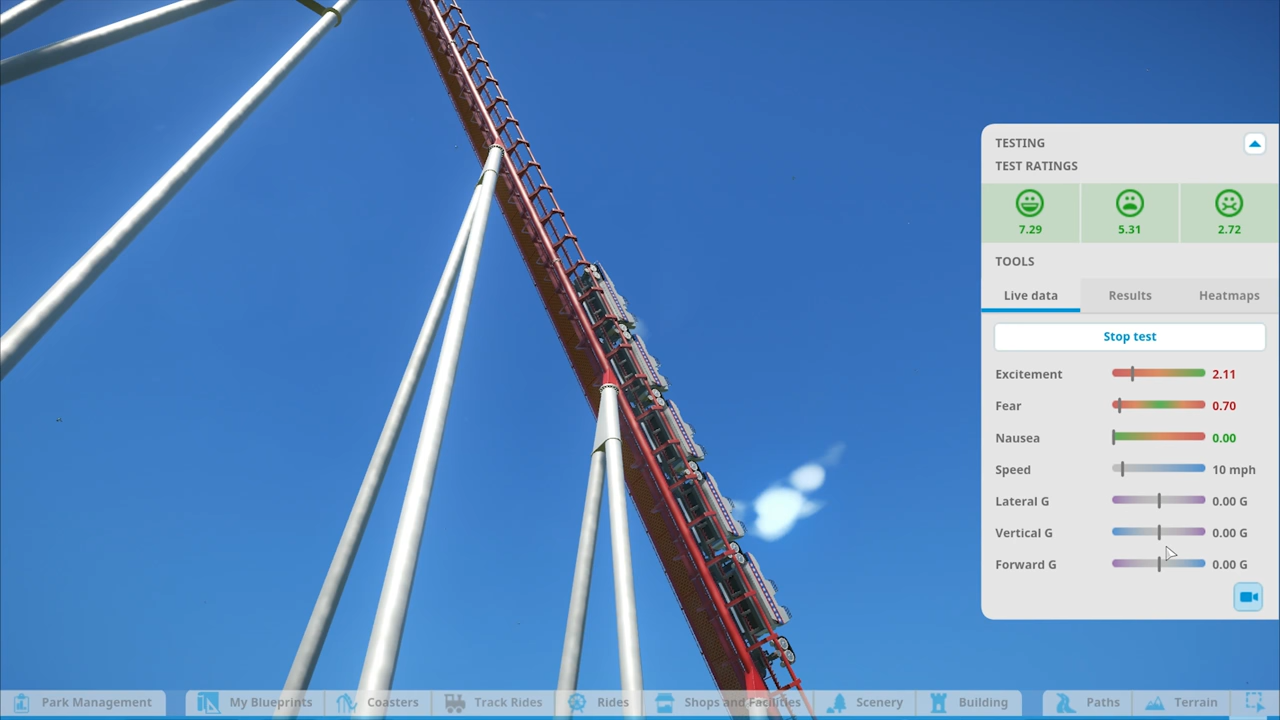 TESTING
TEST RATINGS
7.29 5.31 2.72
TOOLS
Live data Results Heatmaps
Stop test
Excitement 2.11
Fear 0.70
Nausea 0.00
Speed 10 mph
Lateral G 0.00 G
Vertical G 0.00 G
Forward G 0.00 G
Park Management My Blueprints Coasters Track Rides Rides Shops and Facilities Scenery Building Paths Terrain